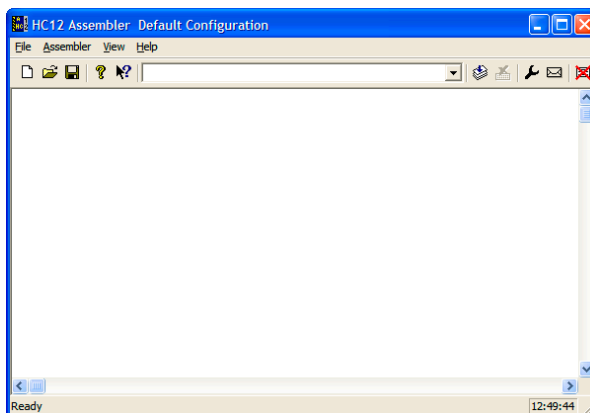 HC12 Assembler Default Configuration
File Assembler View Help
Ready 12:49:44